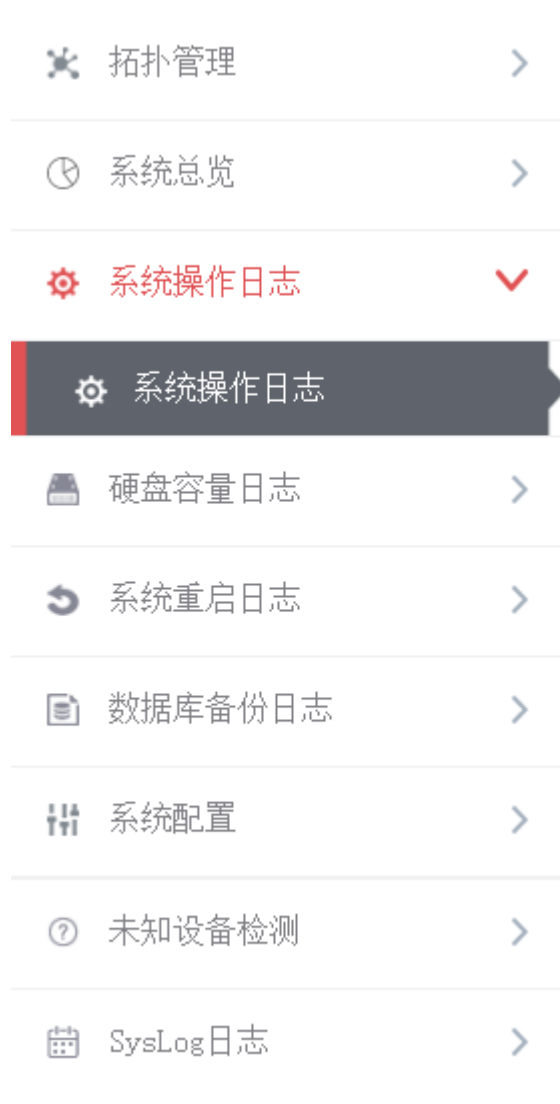 拓扑管理
系统总览
系统操作日志
系统操作日志
硬盘容量日志
系统重启日志
数据库备份日志
系统配置
未知设备检测
SysLog日志